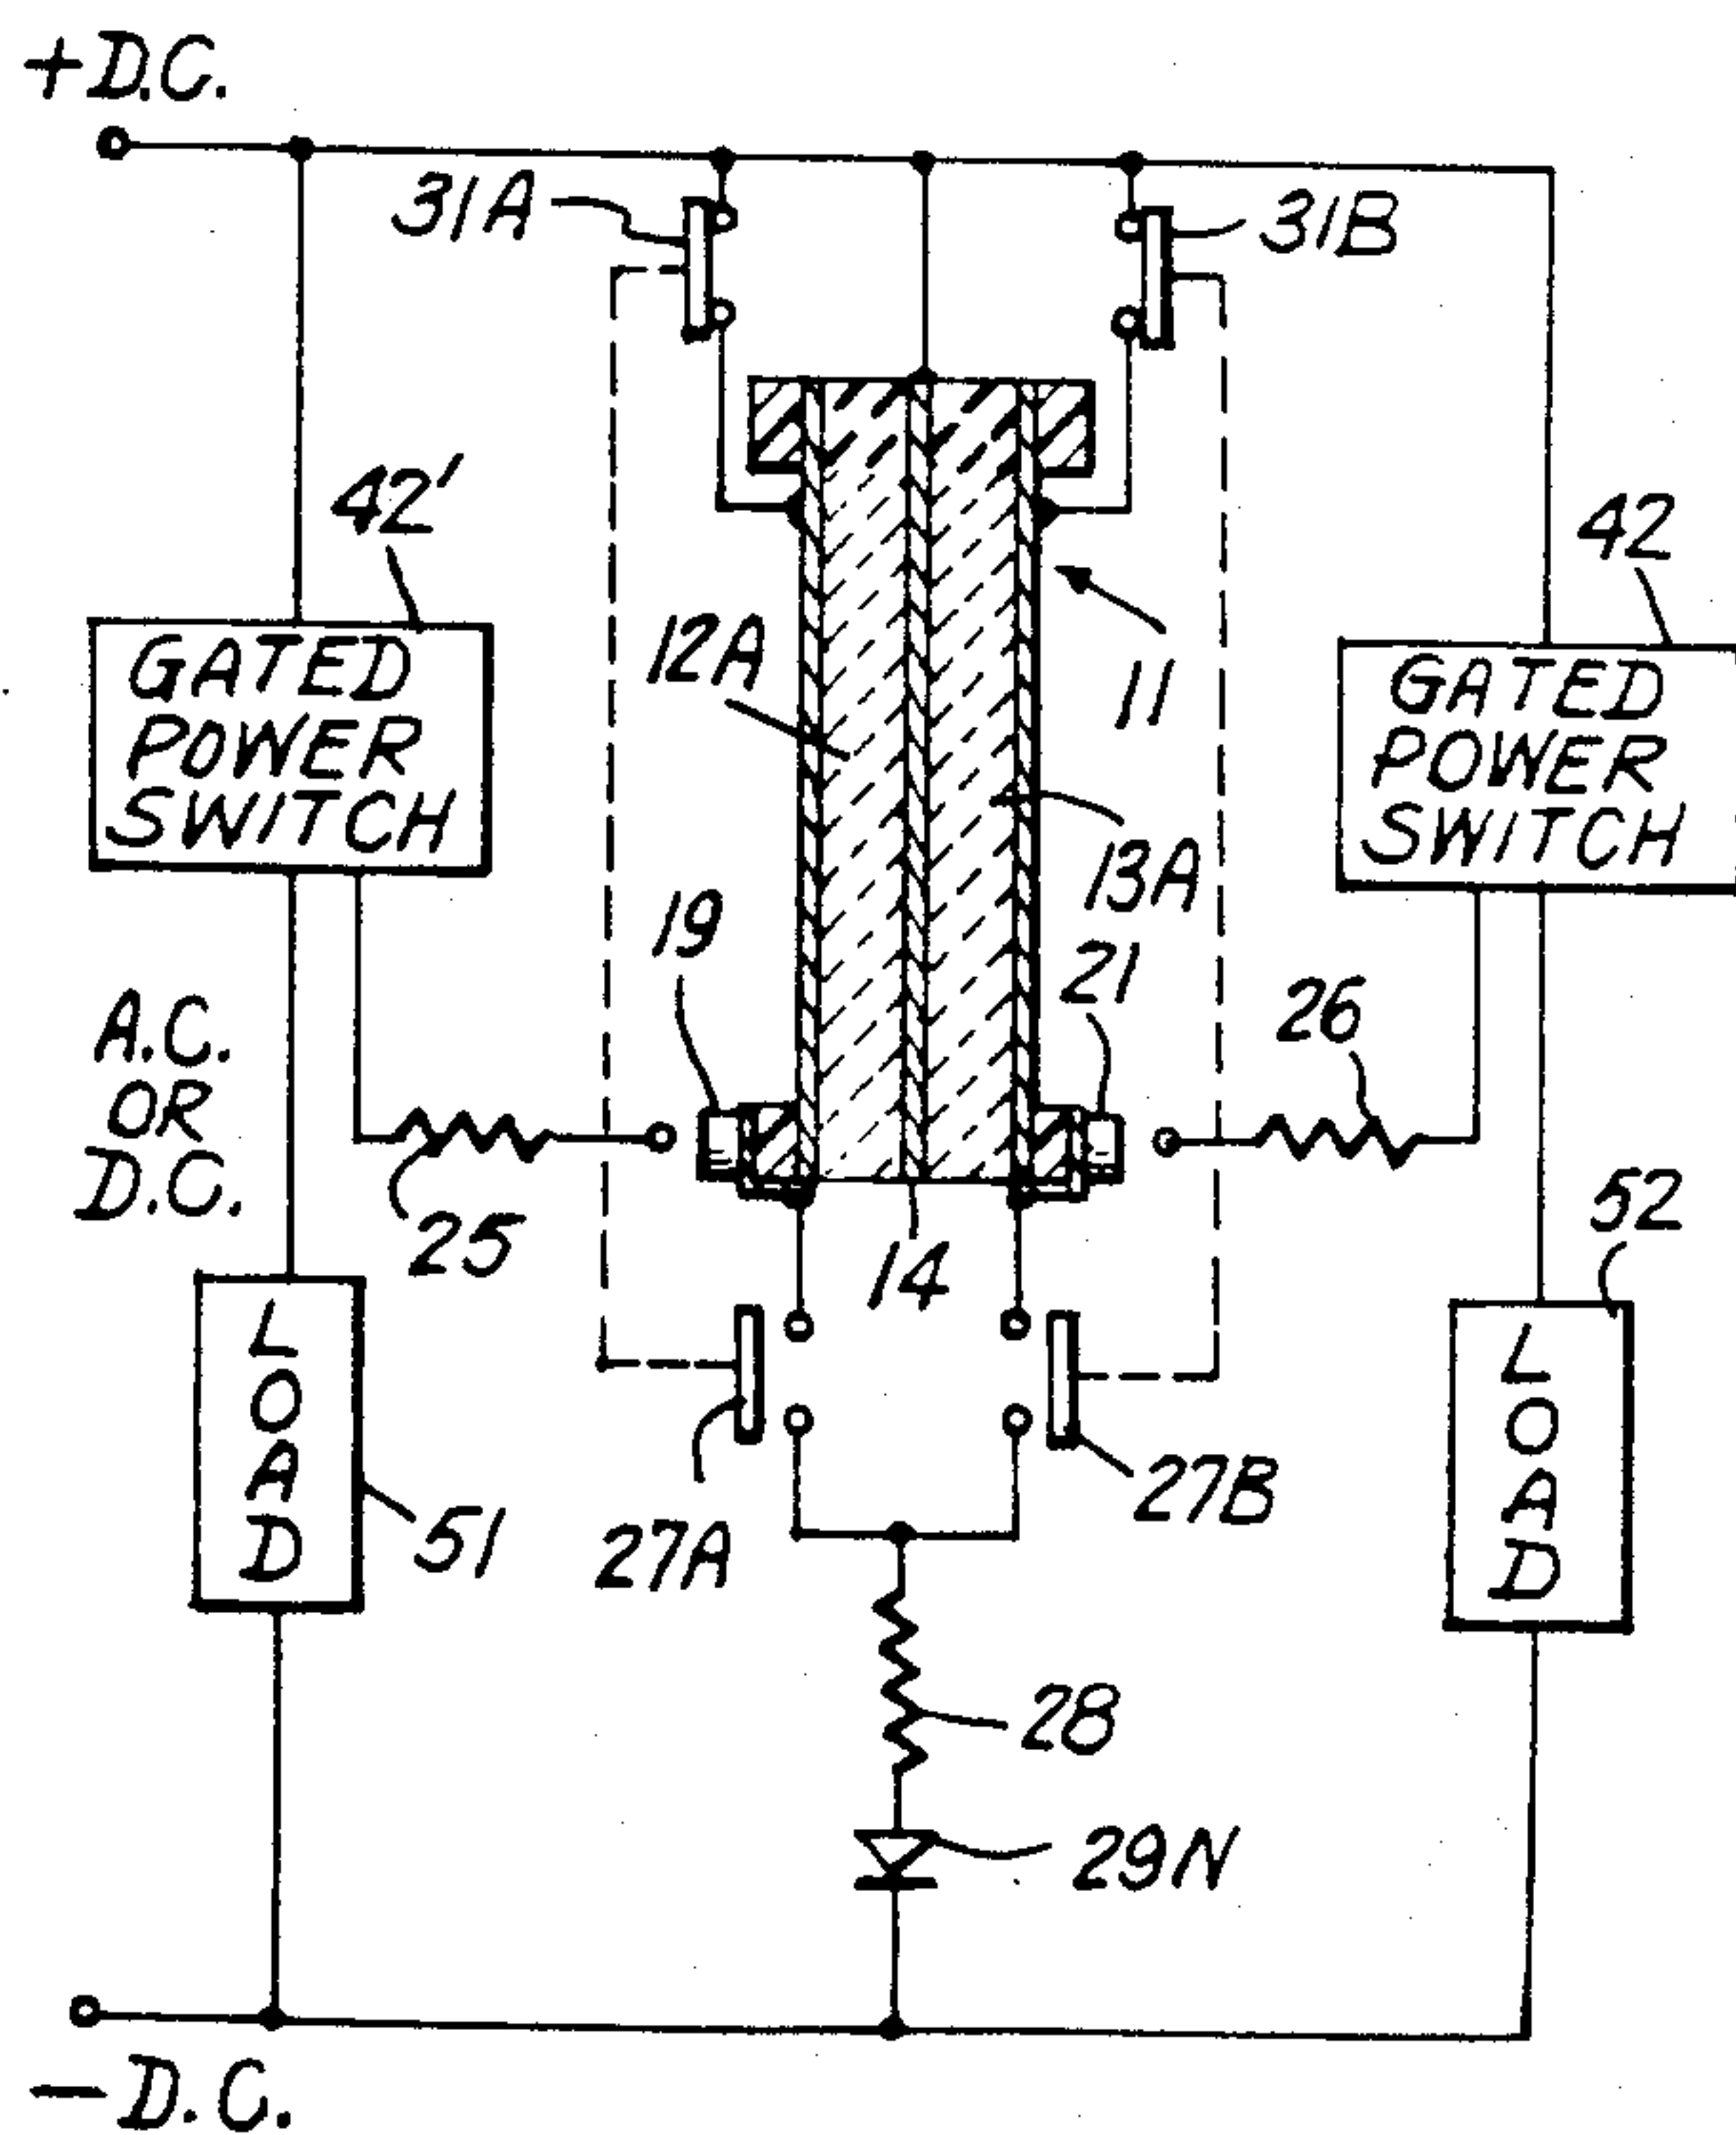 +D.C.
31A
31B
42'
42
GATED
POWER
SWITCH
12A
11
GATED
POWER
SWITCH
13A
19
21
26
A.C.
OR
D.C.
25
14
52
LOAD
LOAD
51
27A
27B
28
29N
-D.C.